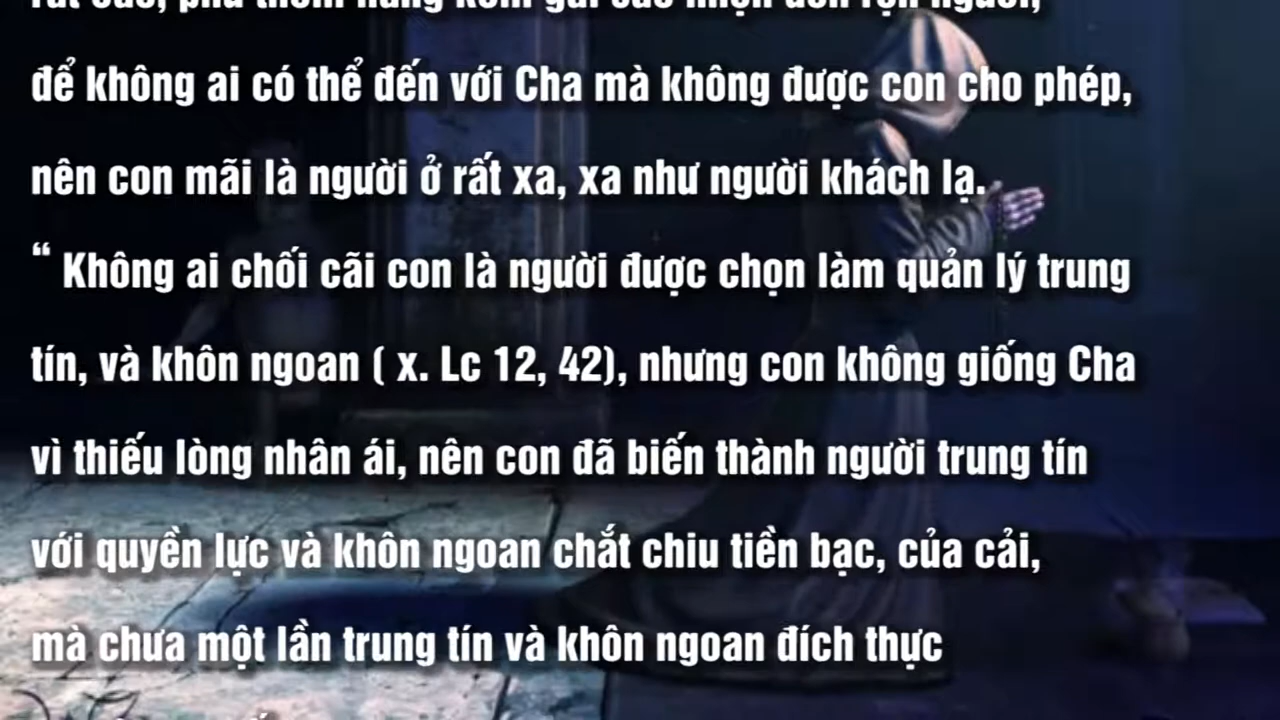 để không ai có thể đến với Cha mà không được con cho phép,
nên con mãi là người ở rất xa, xa như người khách lạ.
“ Không ai chối cãi con là người được chọn làm quản lý trung
tín, và khôn ngoan ( x. Lc 12, 42), nhưng con không giống Cha
vì thiếu lòng nhân ái, nên con đã biến thành người trung tín
với quyền lực và khôn ngoan chắt chiu tiền bạc, của cải,
mà chưa một lần trung tín và khôn ngoan đích thực